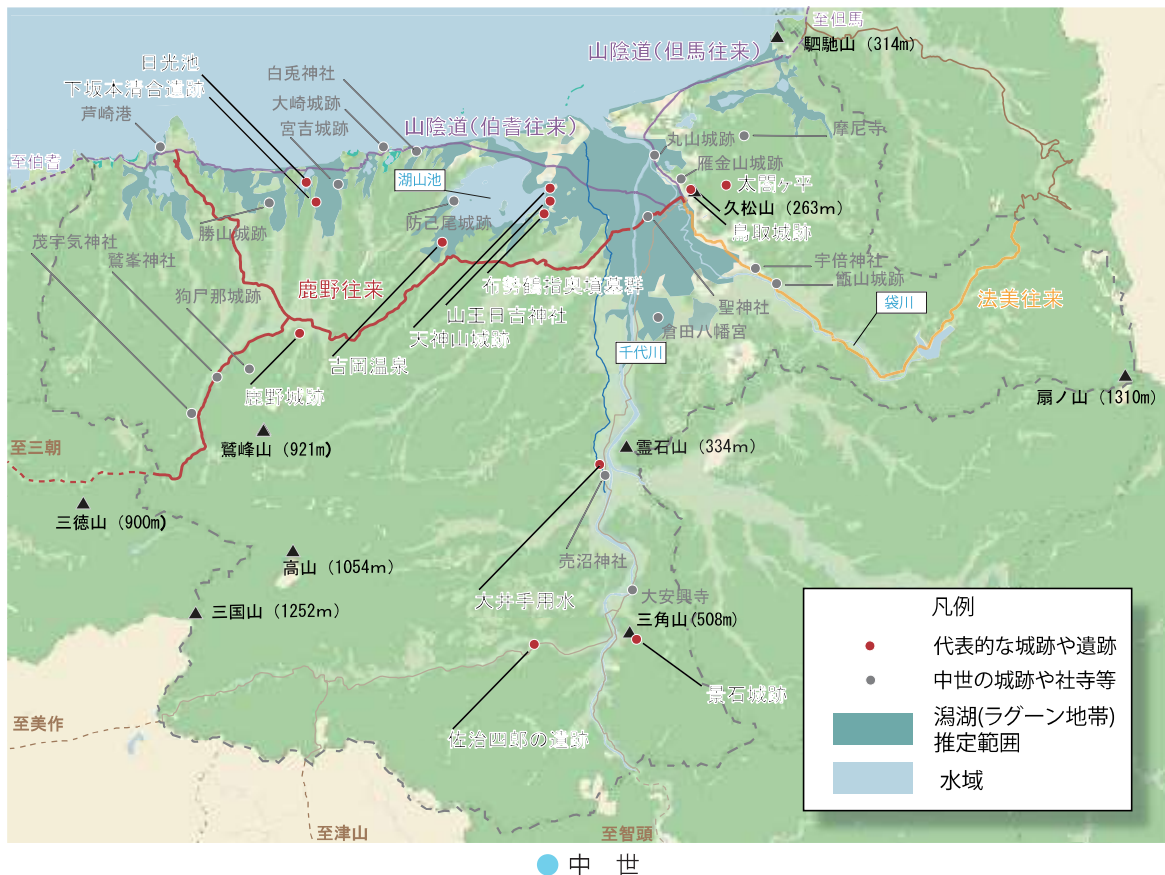 至但馬
駟馳山（314m）
山陰道（但馬往来）
日光池
下坂本清合遺跡
白兎神社
大崎城跡
宮吉城跡
芦崎港
山陰道（伯耆往来）
丸山城跡
摩尼寺
至伯耆
雁金山城跡
太閤ヶ平
湖山池
久松山（263ｍ）
防己尾城跡
鳥取城跡
勝山城跡
茂宇気神社
鷲峯神社
宇倍神社
甑山城跡
狗尸那城跡
鹿野往来
布勢鶴指奥墳墓群
袋川
法美往来
聖神社
山王日吉神社
倉田八幡宮
天神山城跡
千代川
吉岡温泉
鹿野城跡
扇ノ山（1310m）
至三朝
鷲峰山（921m）
霊石山（334ｍ）
三徳山（900m）
高山（1054ｍ）
売沼神社
大井手用水
大安興寺
三国山（1252ｍ）
三角山(508m)
景石城跡
至美作
佐治四郎の遺跡
至津山
至智頭
凡例
代表的な城跡や遺跡
中世の城跡や社寺等
潟湖(ラグーン地帯)
推定範囲
水域
中　世